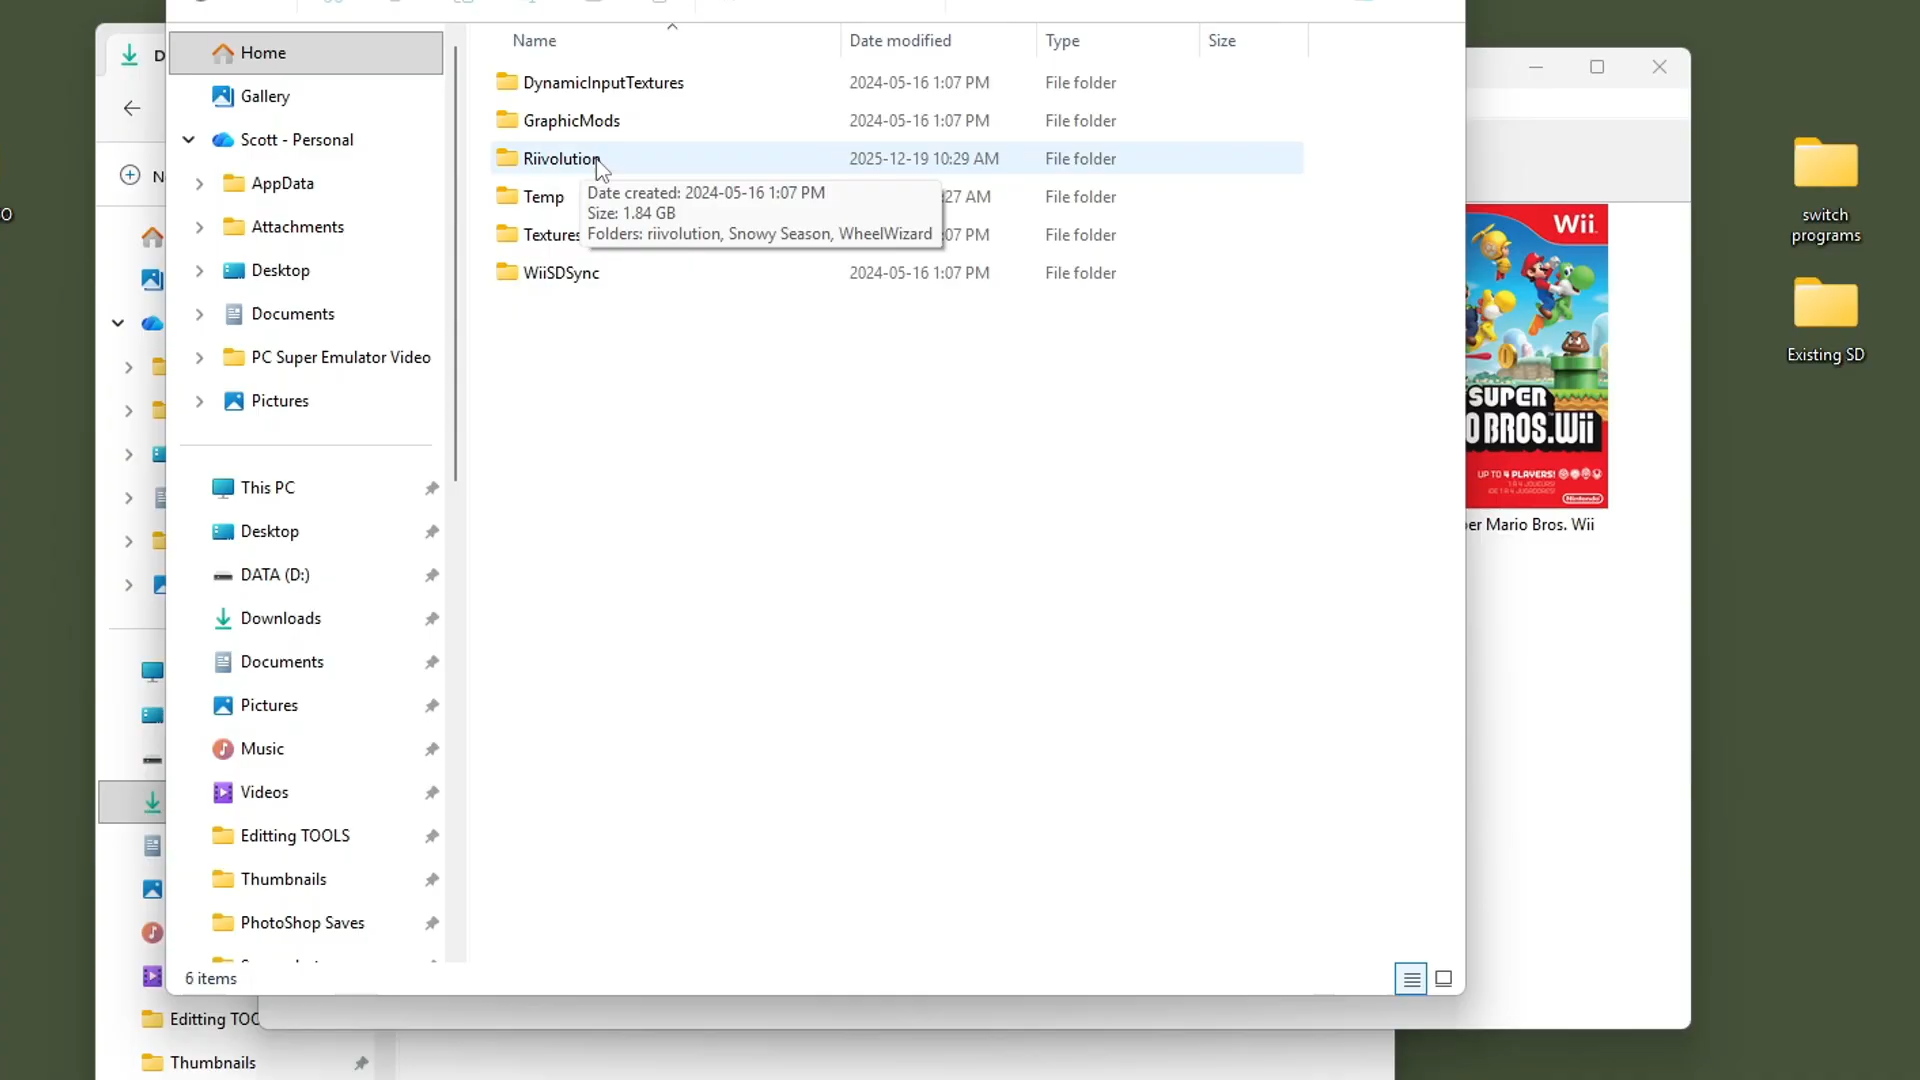 Name
Date modified
Type
Size
Home
Gallery
Scott - Personal
AppData
Attachments
Desktop
Documents
PC Super Emulator Video
Pictures
This PC
Desktop
DATA (D:)
Downloads
Documents
Pictures
Music
Videos
Editting TOOLS
Thumbnails
PhotoShop Saves
6 items
DynamicInputTextures 2024-05-16 1:07 PM File folder
GraphicMods 2024-05-16 1:07 PM File folder
Riivolution 2025-12-19 10:29 AM File folder
Temp :27 AM File folder
Textures :07 PM File folder
WiiSDSync 2024-05-16 1:07 PM File folder
Date created: 2024-05-16 1:07 PM
Size: 1.84 GB
Folders: riivolution, Snowy Season, WheelWizard
D
N
O
Editting TOO
Thumbnails
Wii
SUPER
O BROS.Wii
UP TO 4 PLAYERS!
Nintendo
er Mario Bros. Wii
switch
programs
Existing SD